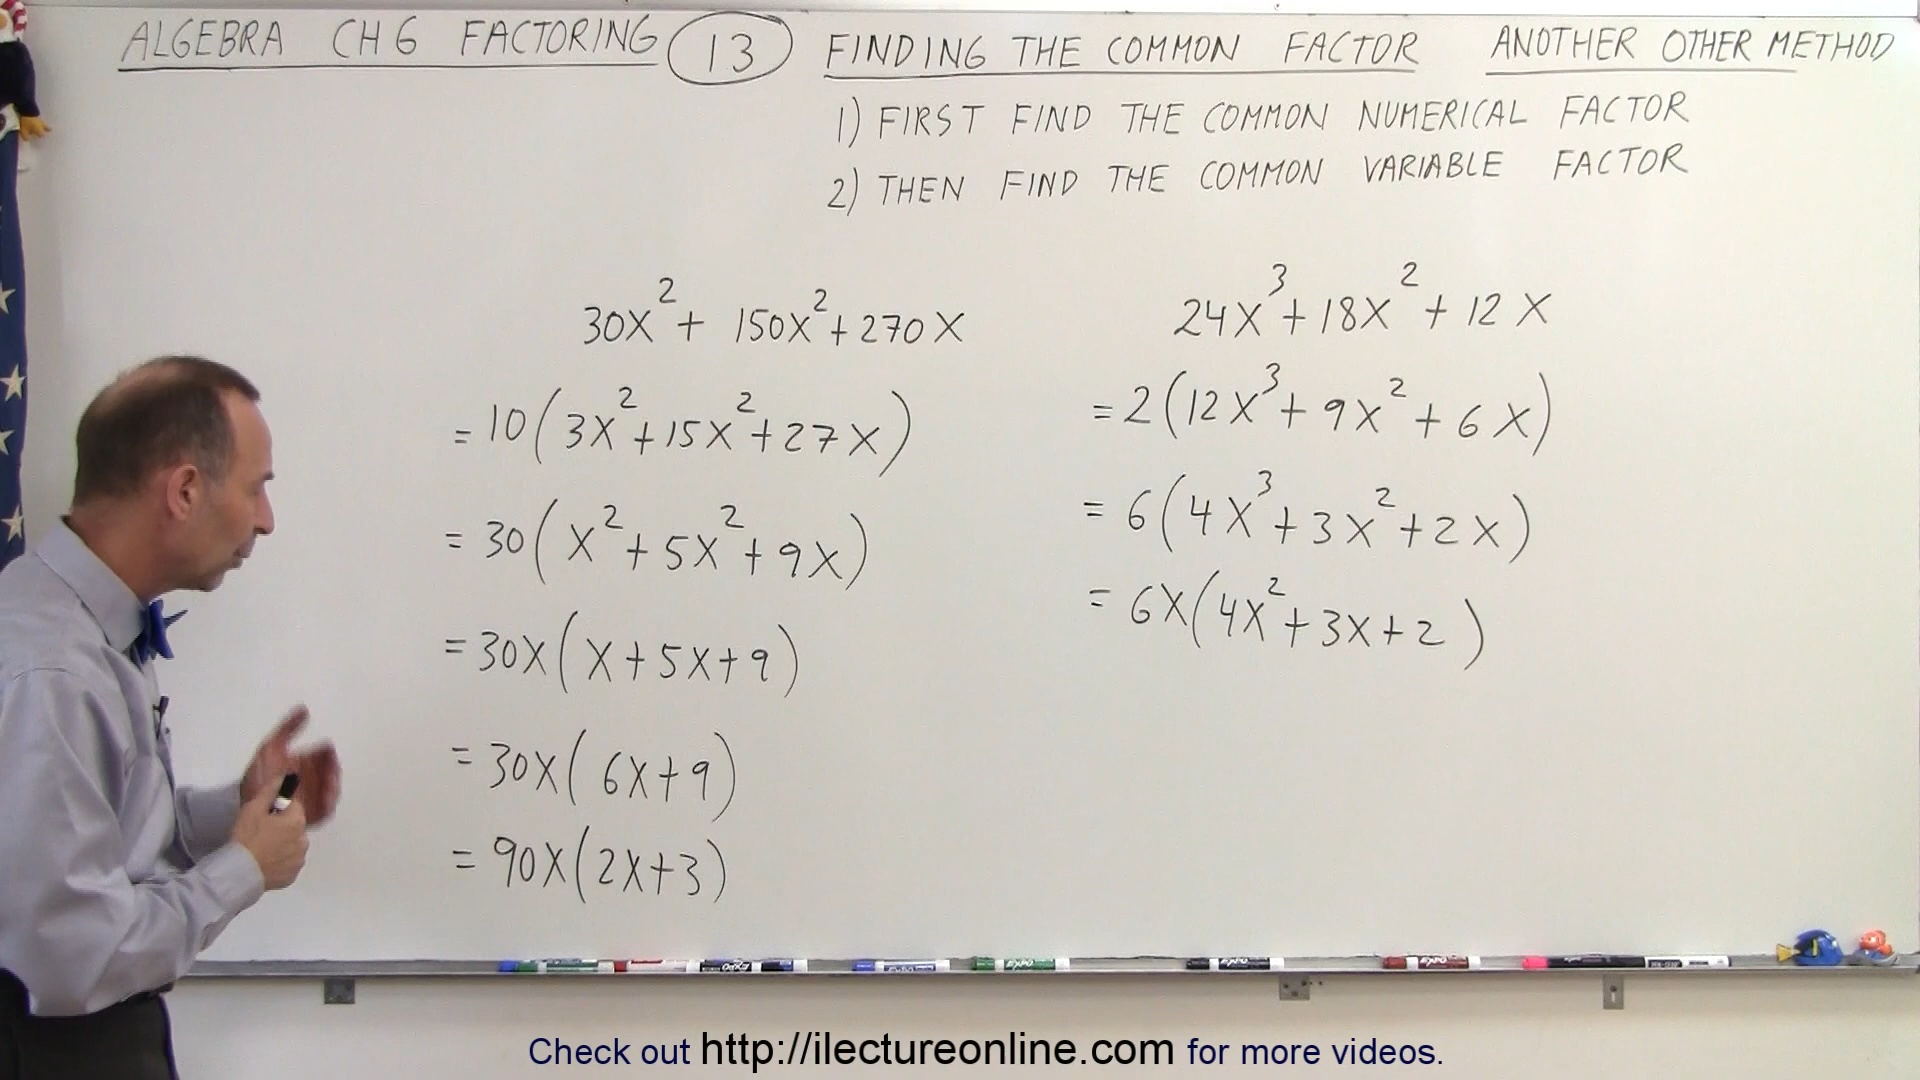 ALGEBRA CH 6 FACTORING 13 FINDING THE COMMON FACTOR ANOTHER OTHER METHOD
1) FIRST FIND THE COMMON NUMERICAL FACTOR
2) THEN FIND THE COMMON VARIABLE FACTOR
30X² + 150X² + 270X
= 10(3X² + 15X² + 27X)
= 30(X² + 5X² + 9X)
= 30X(X + 5X + 9)
= 30X(6X + 9)
= 90X(2X + 3)
24X³ + 18X² + 12X
= 2(12X³ + 9X² + 6X)
= 6(4X³ + 3X² + 2X)
= 6X(4X² + 3X + 2)
EXPO
Check out http://ilectureonline.com for more videos.